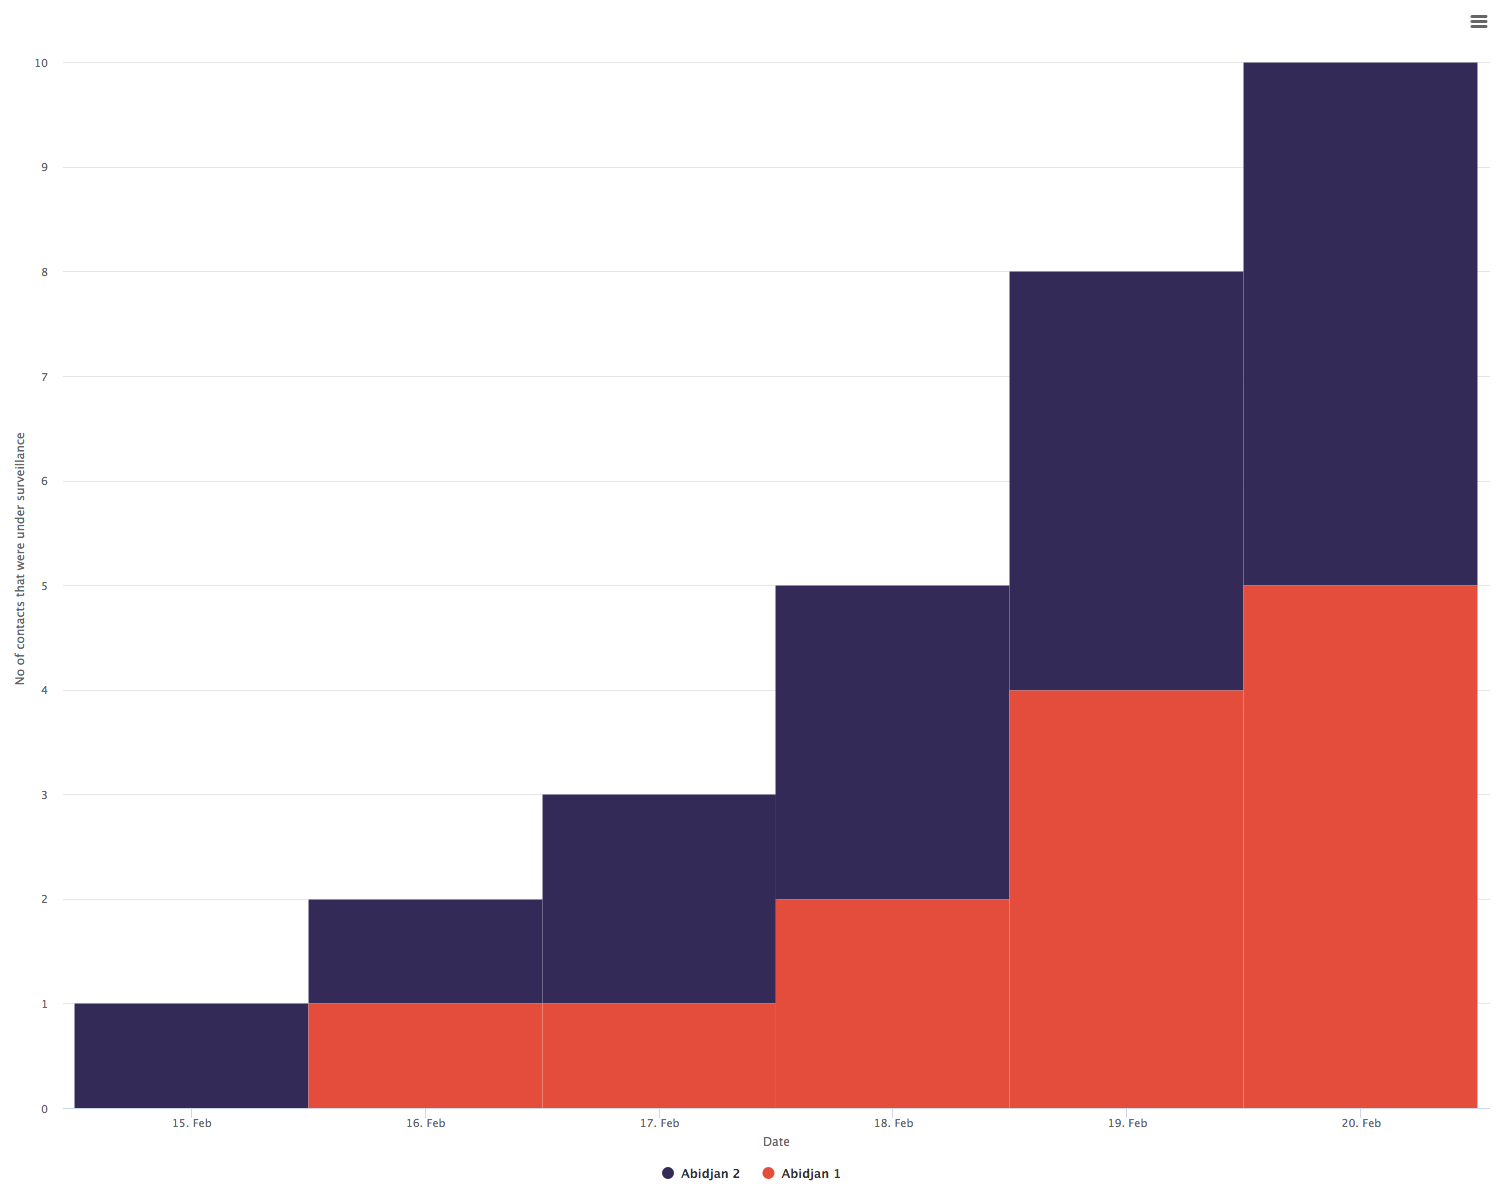 10
9
8
7
6
5
4
3
2
1
0
No of contacts that were under surveillance
15. Feb 16. Feb 17. Feb 18. Feb 19. Feb 20. Feb
Date
Abidjan 2 Abidjan 1